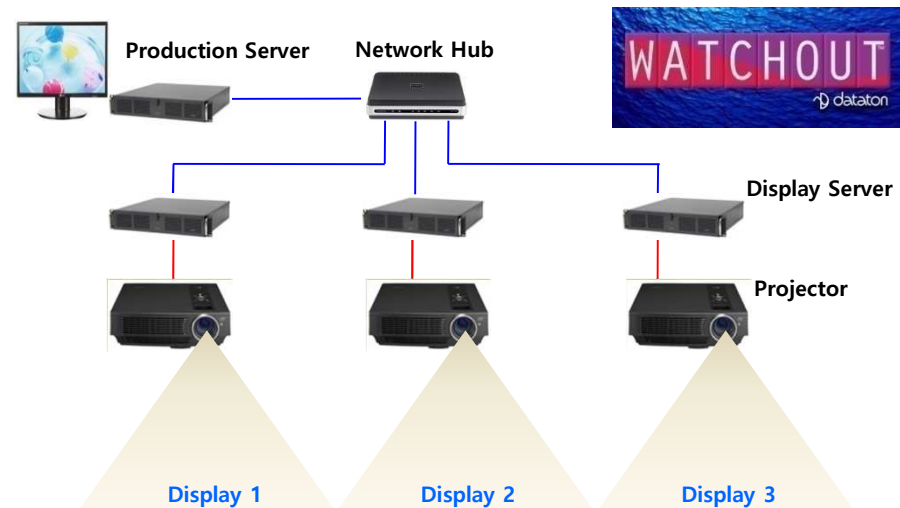 Production Server
Network Hub
WATCHOUT
dataton
Display Server
Projector
Display 1
Display 2
Display 3